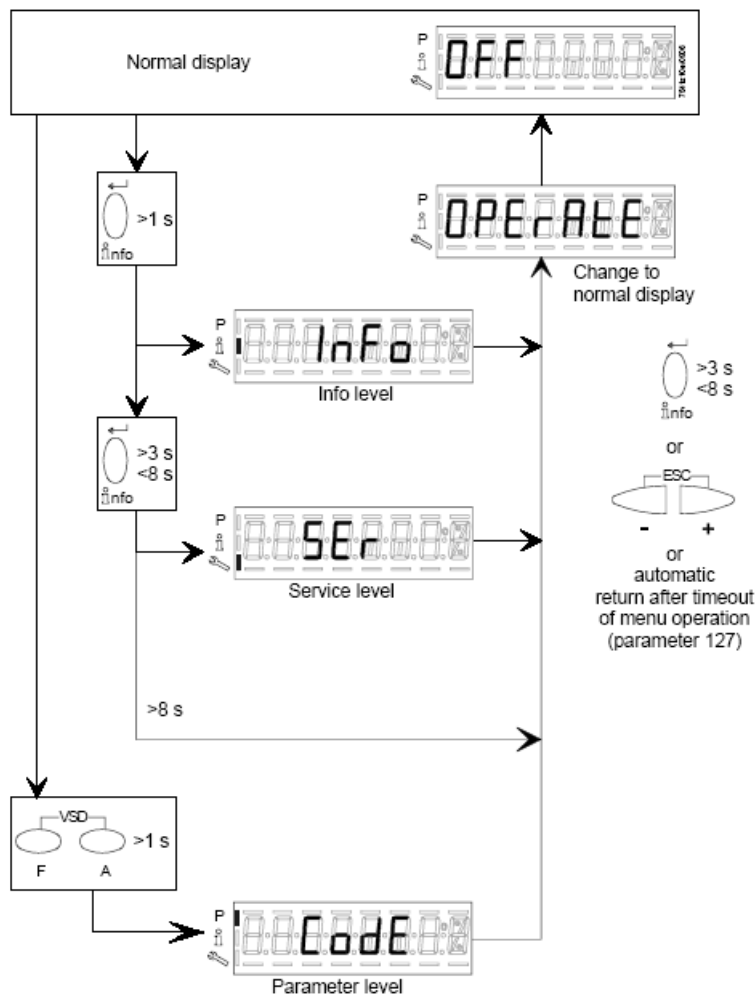 Normal display
P
OFF
P
>1 s
info
OPErAtE
Change to
normal display
P
InFo
Info level
>3 s
<8 s
info
>3 s
<8 s
info
or
ESC
- +
or
automatic
return after timeout
of menu operation
(parameter 127)
P
SEr
Service level
>8 s
VSD
>1 s
F A
P
CodE
Parameter level